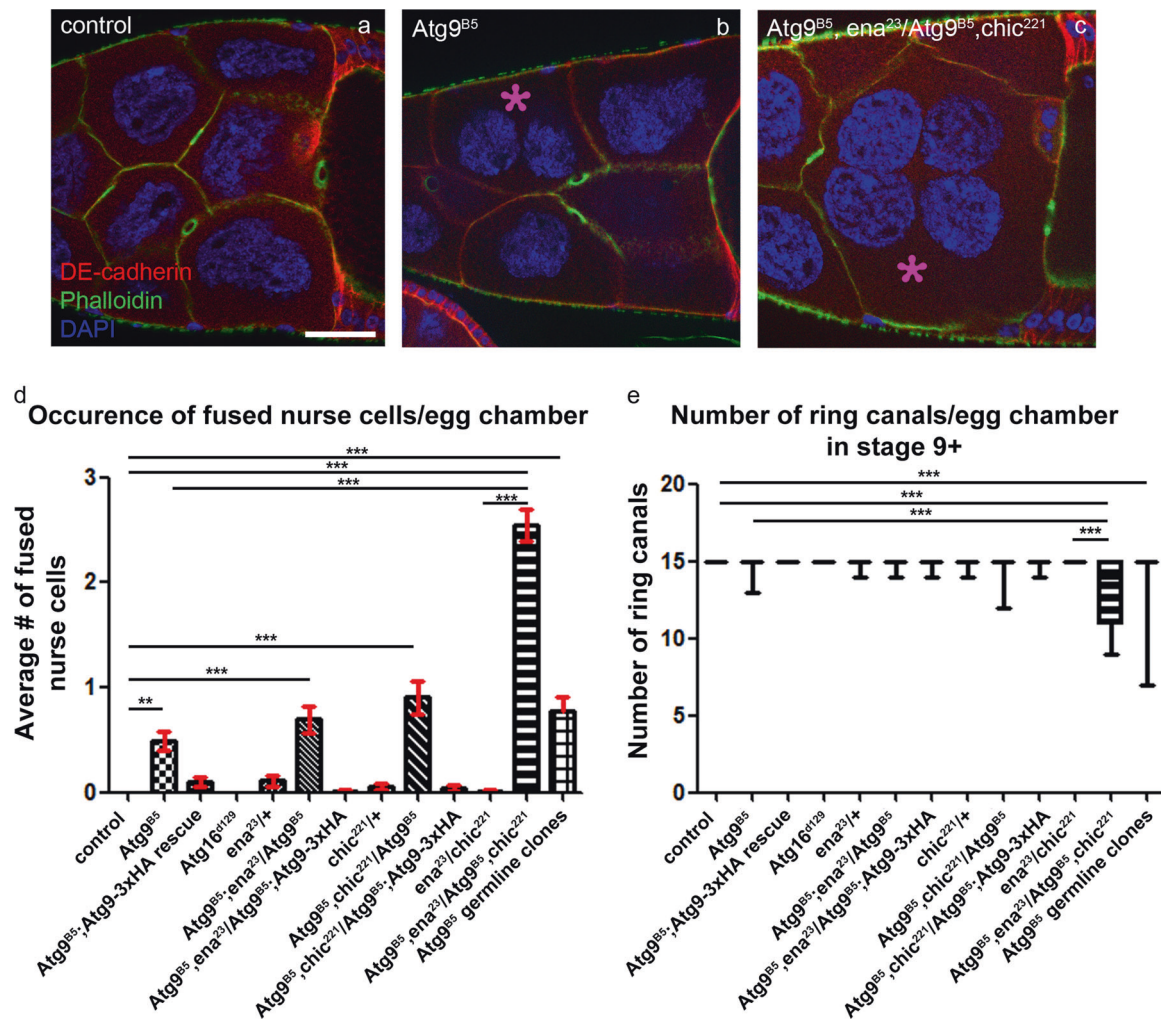 control
a
Atg9ᴮ⁵
b
Atg9ᴮ⁵, ena²³/Atg9ᴮ⁵,chic²²¹
c
DE-cadherin
Phalloidin
DAPI
*
*
d
Occurence of fused nurse cells/egg chamber
***
***
***
***
***
***
**
3
2
1
0
Average # of fused
nurse cells
control
Atg9ᴮ⁵
Atg9ᴮ⁵;Atg9-3xHA rescue
Atg16ᵈ¹²⁹
ena²³/+
Atg9ᴮ⁵;ena²³/Atg9ᴮ⁵
Atg9ᴮ⁵,ena²³/Atg9ᴮ⁵;Atg9-3xHA
chic²²¹/+
Atg9ᴮ⁵,chic²²¹/Atg9ᴮ⁵
Atg9ᴮ⁵,chic²²¹/Atg9ᴮ⁵;Atg9-3xHA
ena²³/chic²²¹
Atg9ᴮ⁵,ena²³/Atg9ᴮ⁵,chic²²¹
Atg9ᴮ⁵ germline clones
e
Number of ring canals/egg chamber
in stage 9+
***
***
***
***
20
15
10
5
0
Number of ring canals
control
Atg9ᴮ⁵
Atg9ᴮ⁵;Atg9-3xHA rescue
Atg16ᵈ¹²⁹
ena²³/+
Atg9ᴮ⁵;ena²³/Atg9ᴮ⁵
Atg9ᴮ⁵,ena²³/Atg9ᴮ⁵;Atg9-3xHA
chic²²¹/+
Atg9ᴮ⁵,chic²²¹/Atg9ᴮ⁵
Atg9ᴮ⁵,chic²²¹/Atg9ᴮ⁵;Atg9-3xHA
ena²³/chic²²¹
Atg9ᴮ⁵,ena²³/Atg9ᴮ⁵,chic²²¹
Atg9ᴮ⁵ germline clones